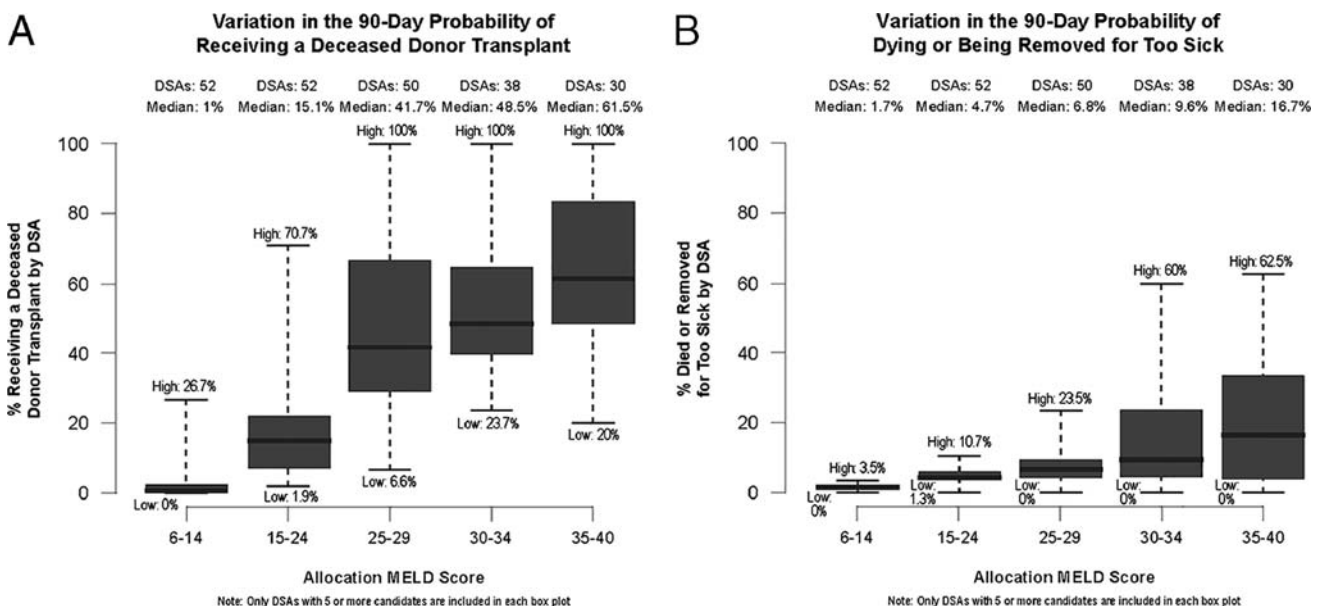 A
Variation in the 90-Day Probability of
Receiving a Deceased Donor Transplant
DSAs: 52 DSAs: 52 DSAs: 50 DSAs: 38 DSAs: 30
Median: 1% Median: 15.1% Median: 41.7% Median: 48.5% Median: 61.5%
% Receiving a Deceased
Donor Transplant by DSA
100
80
60
40
20
0
High: 26.7%
Low: 0%
High: 70.7%
Low: 1.9%
High: 100%
Low: 6.6%
High: 100%
Low: 23.7%
High: 100%
Low: 20%
6-14 15-24 25-29 30-34 35-40
Allocation MELD Score
Note: Only DSAs with 5 or more candidates are included in each box plot
B
Variation in the 90-Day Probability of
Dying or Being Removed for Too Sick
DSAs: 52 DSAs: 52 DSAs: 50 DSAs: 38 DSAs: 30
Median: 1.7% Median: 4.7% Median: 6.8% Median: 9.6% Median: 16.7%
% Died or Removed
for Too Sick by DSA
100
80
60
40
20
0
High: 3.5%
Low:
0%
High: 10.7%
Low:
1.3%
High: 23.5%
Low:
0%
High: 60%
Low:
0%
High: 62.5%
Low:
0%
6-14 15-24 25-29 30-34 35-40
Allocation MELD Score
Note: Only DSAs with 5 or more candidates are included in each box plot